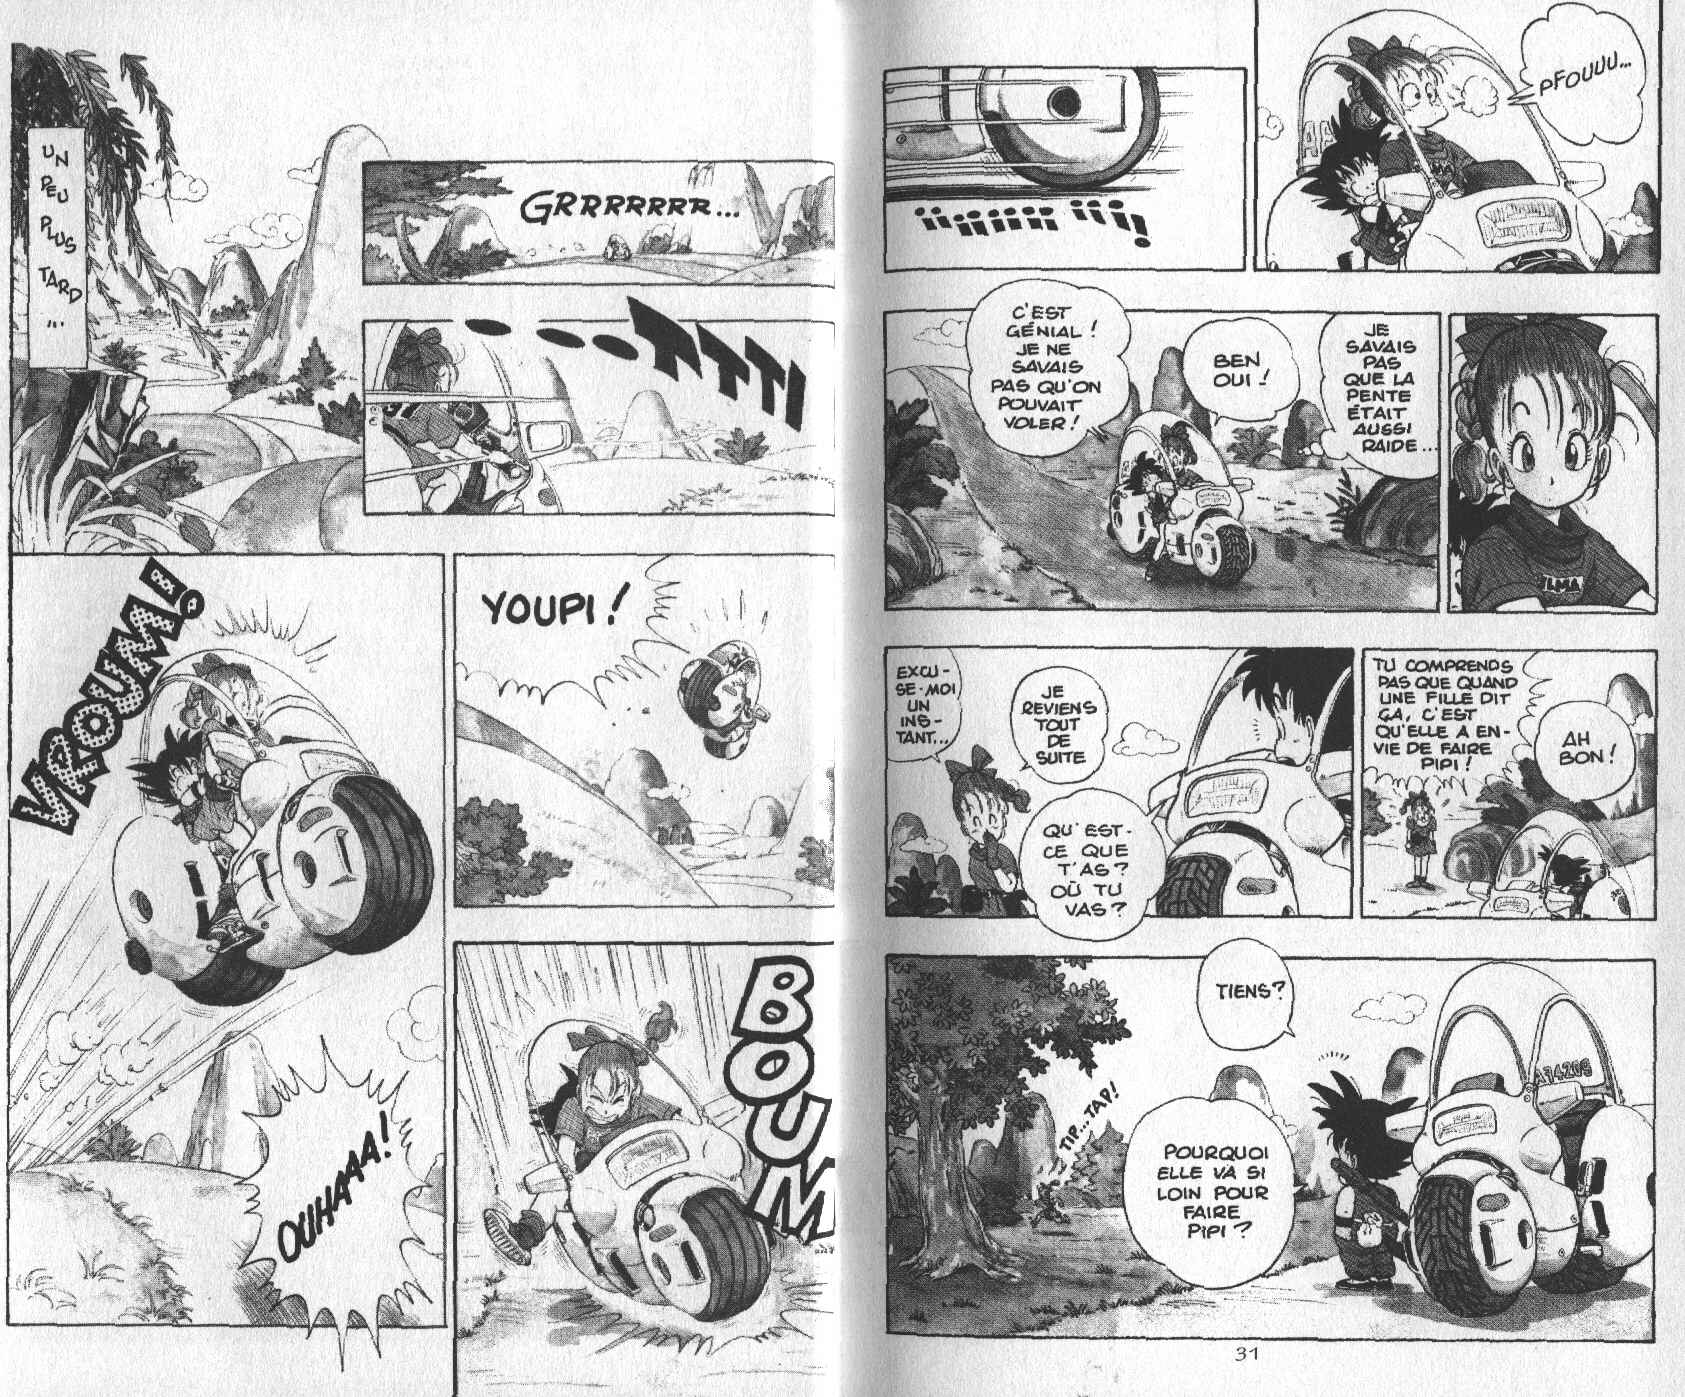 UN
PEU
PLUS
TARD
...
GRRRRRRR...
...TTTT!
VROUM!
OUHAAA!
YOUPI!
BOUM
iiiiiiii iii!
PFOUUU...
C'EST
GÉNIAL!
JE NE
SAVAIS
PAS QU'ON
POUVAIT
VOLER!
BEN
OUI!
JE
SAVAIS
PAS
QUE LA
PENTE
ÉTAIT
AUSSI
RAIDE...
LMA
EXCU-
SE-MOI
UN
INS-
TANT...
JE
REVIENS
TOUT
DE
SUITE
QU'EST-
CE QUE
T'AS?
OÙ TU
VAS?
TU COMPRENDS
PAS QUE QUAND
UNE FILLE DIT
ÇA, C'EST
QU'ELLE A EN-
VIE DE FAIRE
PIPI!
AH
BON!
TIENS?
TIP...TAP!
POURQUOI
ELLE VA SI
LOIN POUR
FAIRE
PIPI?
31